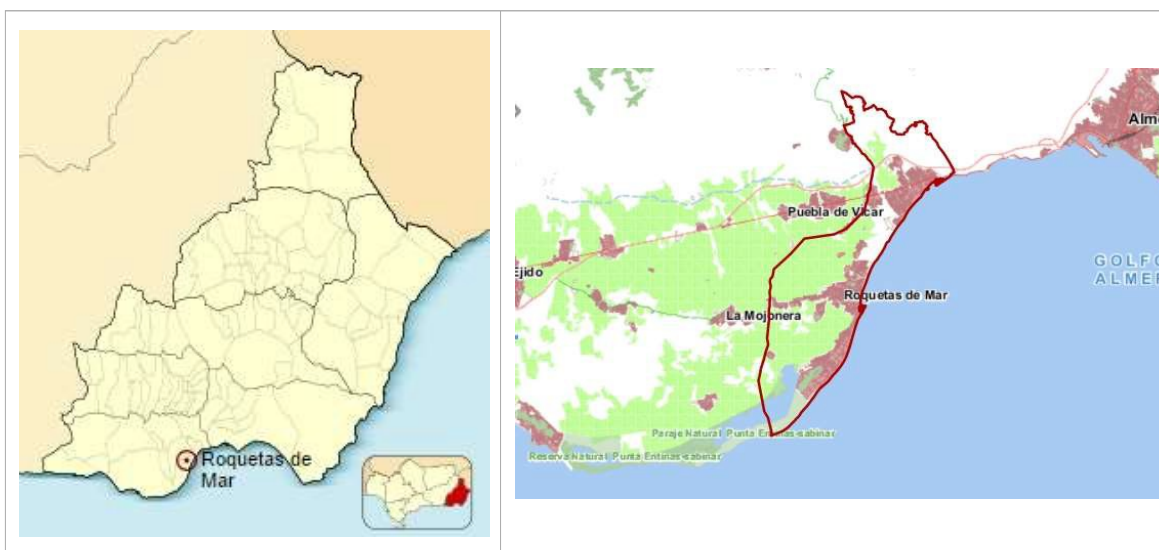 Roquetas de
Mar
Alme
Puebla de Vícar
GOLFO
ALMER
Ejido
Roquetas de Mar
La Mojonera
Paraje Natural Punta Entinas-sabinar
Reserva Natural Punta Entinas-sabinar